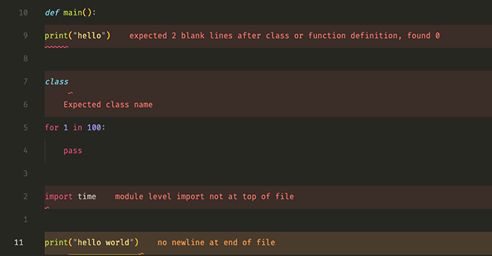 10 def main():
9 print("hello") expected 2 blank lines after class or function definition, found 0
8
7 class
6 Expected class name
5 for 1 in 100:
4 pass
3
2 import time module level import not at top of file
1
11 print("hello world") no newline at end of file